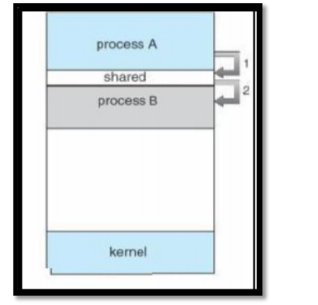 process A
1
shared
2
process B
kernel